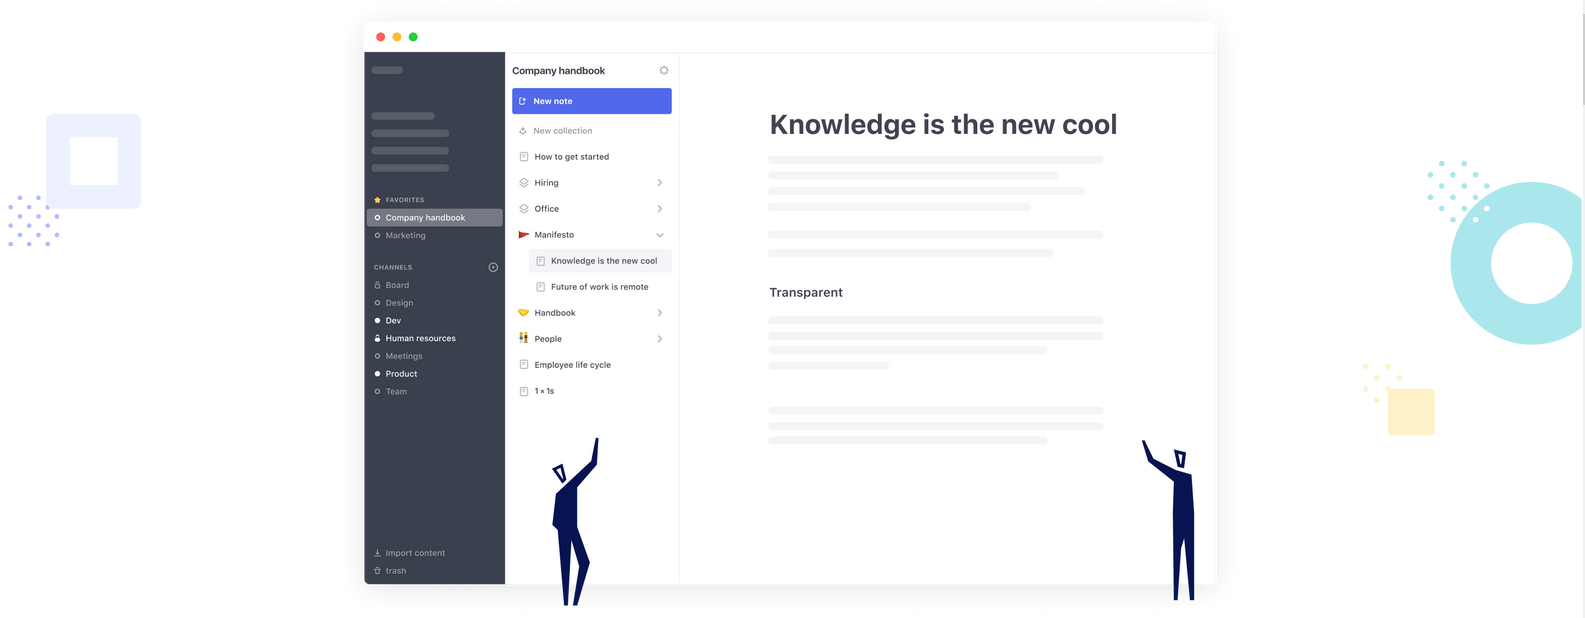 FAVORITES
Company handbook
Marketing
CHANNELS
Board
Design
Dev
Human resources
Meetings
Product
Team
Import content
trash
Company handbook
New note
New collection
How to get started
Hiring
Office
Manifesto
Knowledge is the new cool
Future of work is remote
Handbook
People
Employee life cycle
1 × 1s
Knowledge is the new cool
Transparent